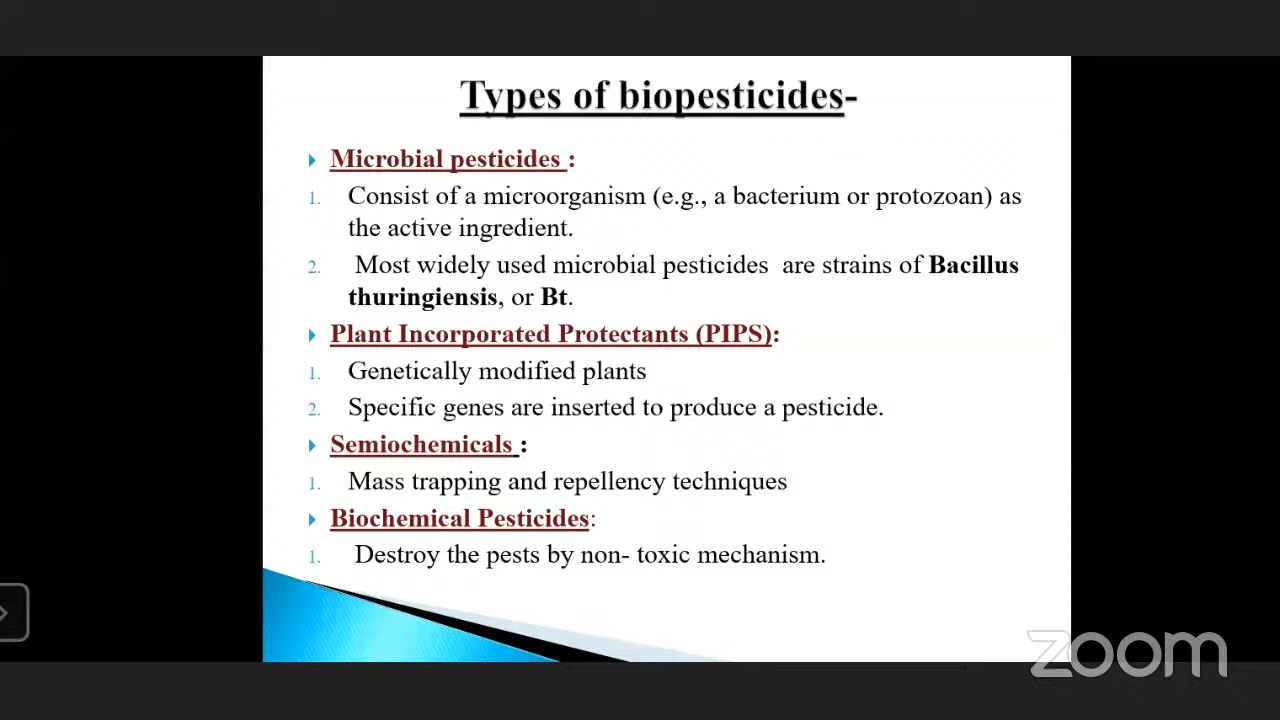 Types of biopesticides-
Microbial pesticides :
1. Consist of a microorganism (e.g., a bacterium or protozoan) as
the active ingredient.
2. Most widely used microbial pesticides are strains of Bacillus
thuringiensis, or Bt.
Plant Incorporated Protectants (PIPS):
1. Genetically modified plants
2. Specific genes are inserted to produce a pesticide.
Semiochemicals :
1. Mass trapping and repellency techniques
Biochemical Pesticides:
1. Destroy the pests by non- toxic mechanism.
zoom